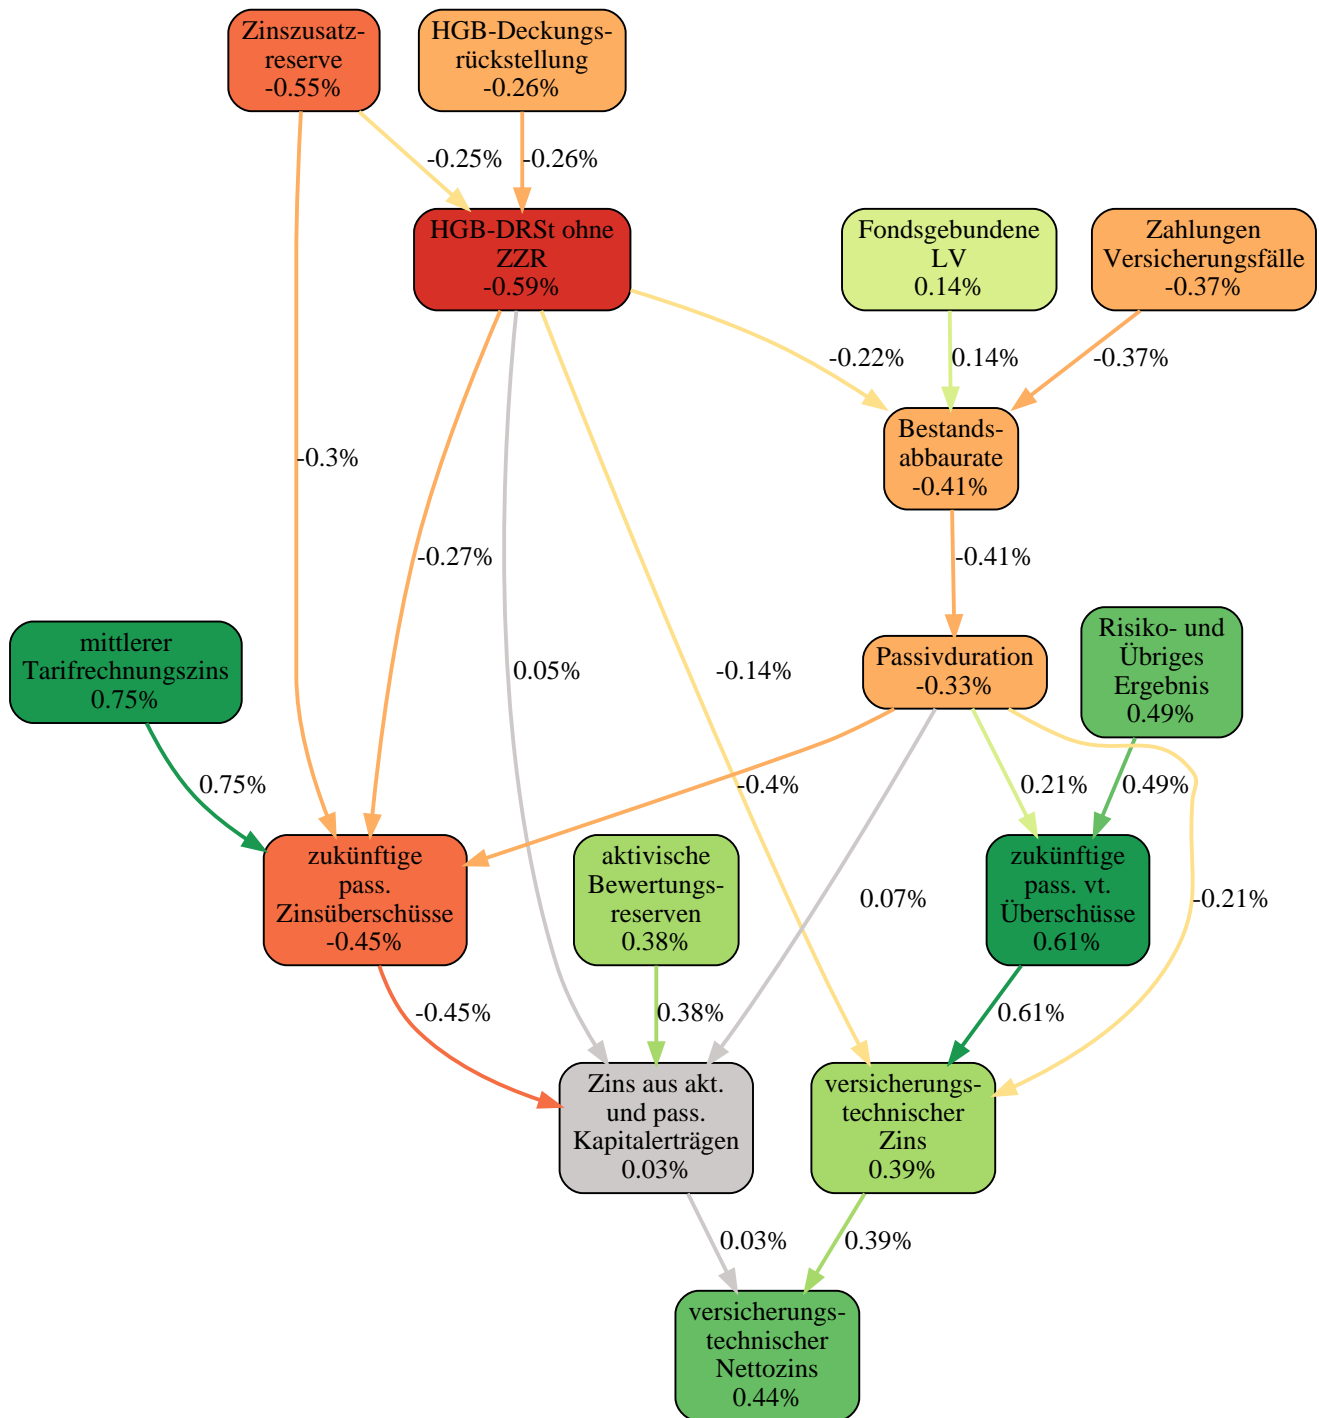 Zinszusatz-
reserve
-0.55%
HGB-Deckungs-
rückstellung
-0.26%
-0.25%
-0.26%
HGB-DRSt ohne
ZZR
-0.59%
Fondsgebundene
LV
0.14%
Zahlungen
Versicherungsfälle
-0.37%
-0.22%
0.14%
-0.37%
Bestands-
abbaurate
-0.41%
-0.3%
-0.27%
-0.41%
mittlerer
Tarifrechnungszins
0.75%
0.05%
-0.14%
Passivduration
-0.33%
Risiko- und
Übriges
Ergebnis
0.49%
0.75%
-0.4%
0.21%
0.49%
zukünftige
pass.
Zinsüberschüsse
-0.45%
aktivische
Bewertungs-
reserven
0.38%
0.07%
zukünftige
pass. vt.
Überschüsse
0.61%
-0.21%
-0.45%
0.38%
0.61%
Zins aus akt.
und pass.
Kapitalerträgen
0.03%
versicherungs-
technischer
Zins
0.39%
0.03%
0.39%
versicherungs-
technischer
Nettozins
0.44%